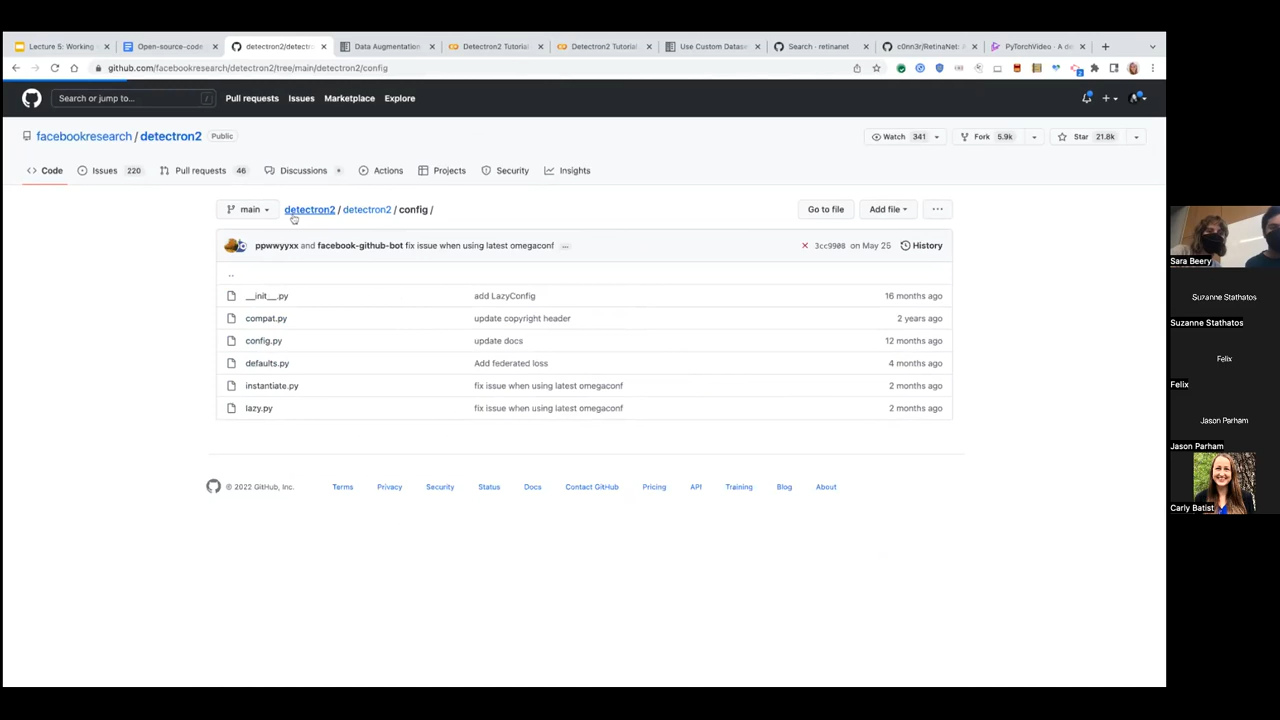 Lecture 5: Working
Open-source-code
detectron2/detectr
Data Augmentation
Detectron2 Tutorial
Detectron2 Tutorial
Use Custom Datase
Search · retinanet
c0nn3r/RetinaNet: A
PyTorchVideo · A de
github.com/facebookresearch/detectron2/tree/main/detectron2/config
Search or jump to... /
Pull requests
Issues
Marketplace
Explore
facebookresearch / detectron2 Public
Watch 341
Fork 5.9k
Star 21.8k
Code
Issues 220
Pull requests 46
Discussions
Actions
Projects
Security
Insights
main
detectron2 / detectron2 / config /
Go to file
Add file
...
ppwwyyxx and facebook-github-bot fix issue when using latest omegaconf ...
3cc9908 on May 25
History
..
__init__.py add LazyConfig 16 months ago
compat.py update copyright header 2 years ago
config.py update docs 12 months ago
defaults.py Add federated loss 4 months ago
instantiate.py fix issue when using latest omegaconf 2 months ago
lazy.py fix issue when using latest omegaconf 2 months ago
© 2022 GitHub, Inc.
Terms
Privacy
Security
Status
Docs
Contact GitHub
Pricing
API
Training
Blog
About
Sara Beery
Suzanne Stathatos
Suzanne Stathatos
Felix
Felix
Jason Parham
Jason Parham
Carly Batist